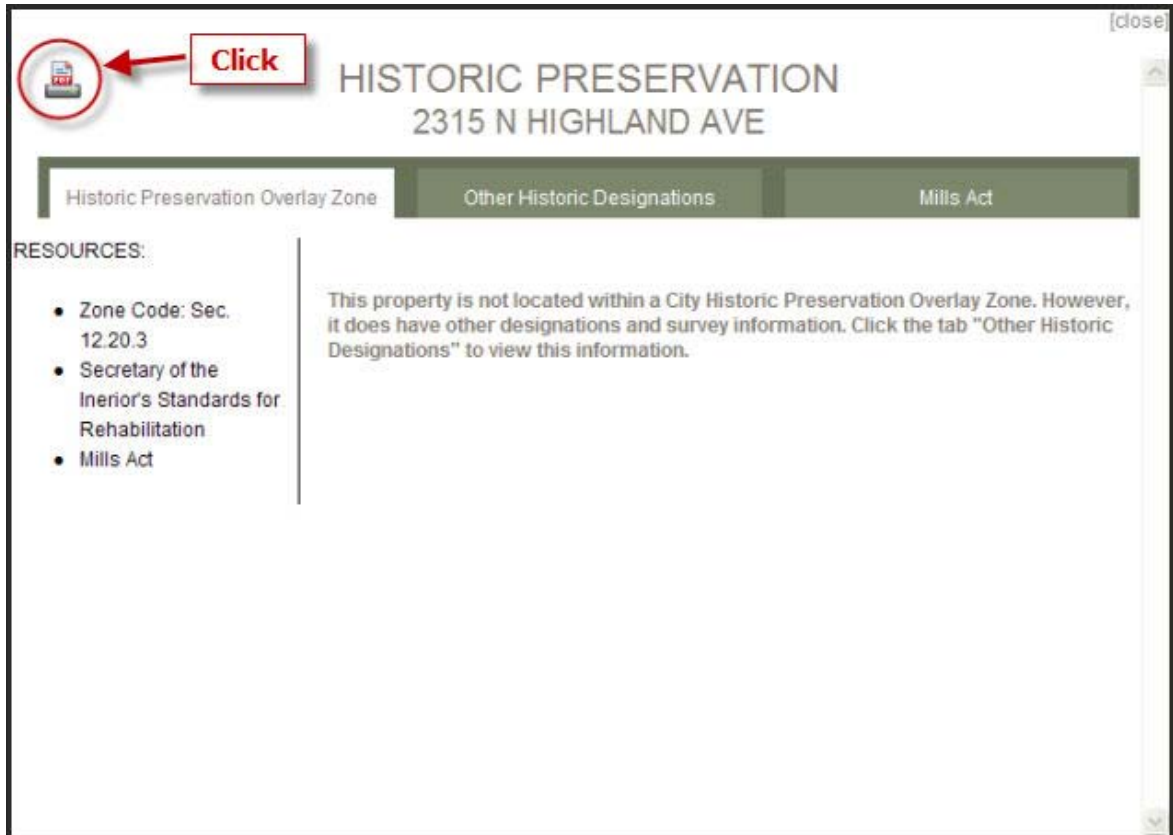 [close]
Click
PDF
HISTORIC PRESERVATION
2315 N HIGHLAND AVE
Historic Preservation Overlay Zone
Other Historic Designations
Mills Act
RESOURCES:
• Zone Code: Sec.
12.20.3
• Secretary of the
Inerior's Standards for
Rehabilitation
• Mills Act
This property is not located within a City Historic Preservation Overlay Zone. However,
it does have other designations and survey information. Click the tab "Other Historic
Designations" to view this information.